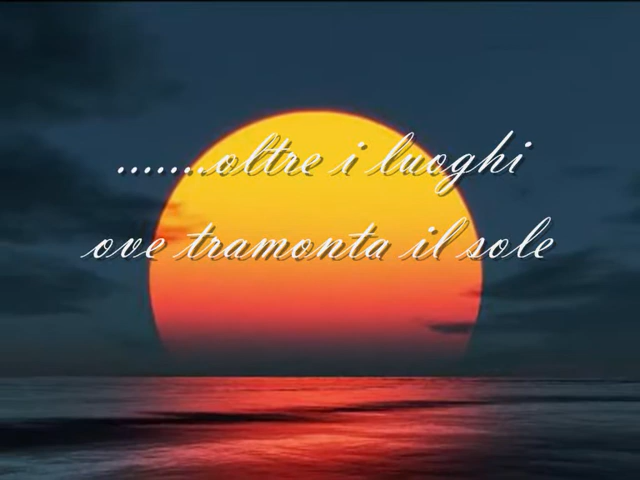 .......oltre i luoghi
ove tramonta il sole